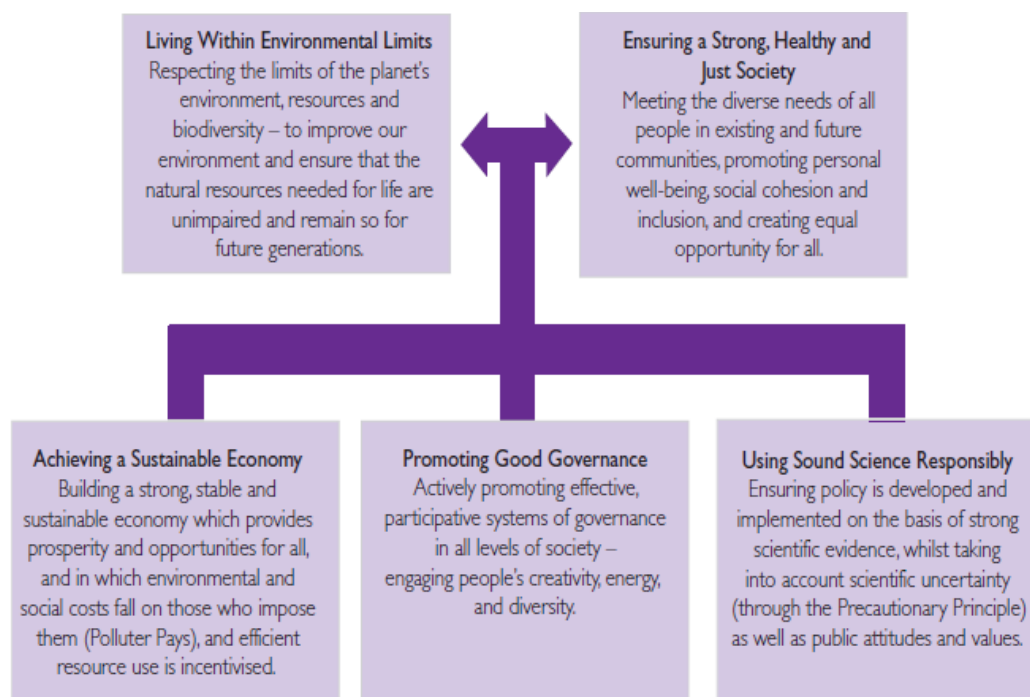 Living Within Environmental Limits
Respecting the limits of the planet's
environment, resources and
biodiversity – to improve our
environment and ensure that the
natural resources needed for life are
unimpaired and remain so for
future generations.
Ensuring a Strong, Healthy and
Just Society
Meeting the diverse needs of all
people in existing and future
communities, promoting personal
well-being, social cohesion and
inclusion, and creating equal
opportunity for all.
Achieving a Sustainable Economy
Building a strong, stable and
sustainable economy which provides
prosperity and opportunities for all,
and in which environmental and
social costs fall on those who impose
them (Polluter Pays), and efficient
resource use is incentivised.
Promoting Good Governance
Actively promoting effective,
participative systems of governance
in all levels of society –
engaging people's creativity, energy,
and diversity.
Using Sound Science Responsibly
Ensuring policy is developed and
implemented on the basis of strong
scientific evidence, whilst taking
into account scientific uncertainty
(through the Precautionary Principle)
as well as public attitudes and values.